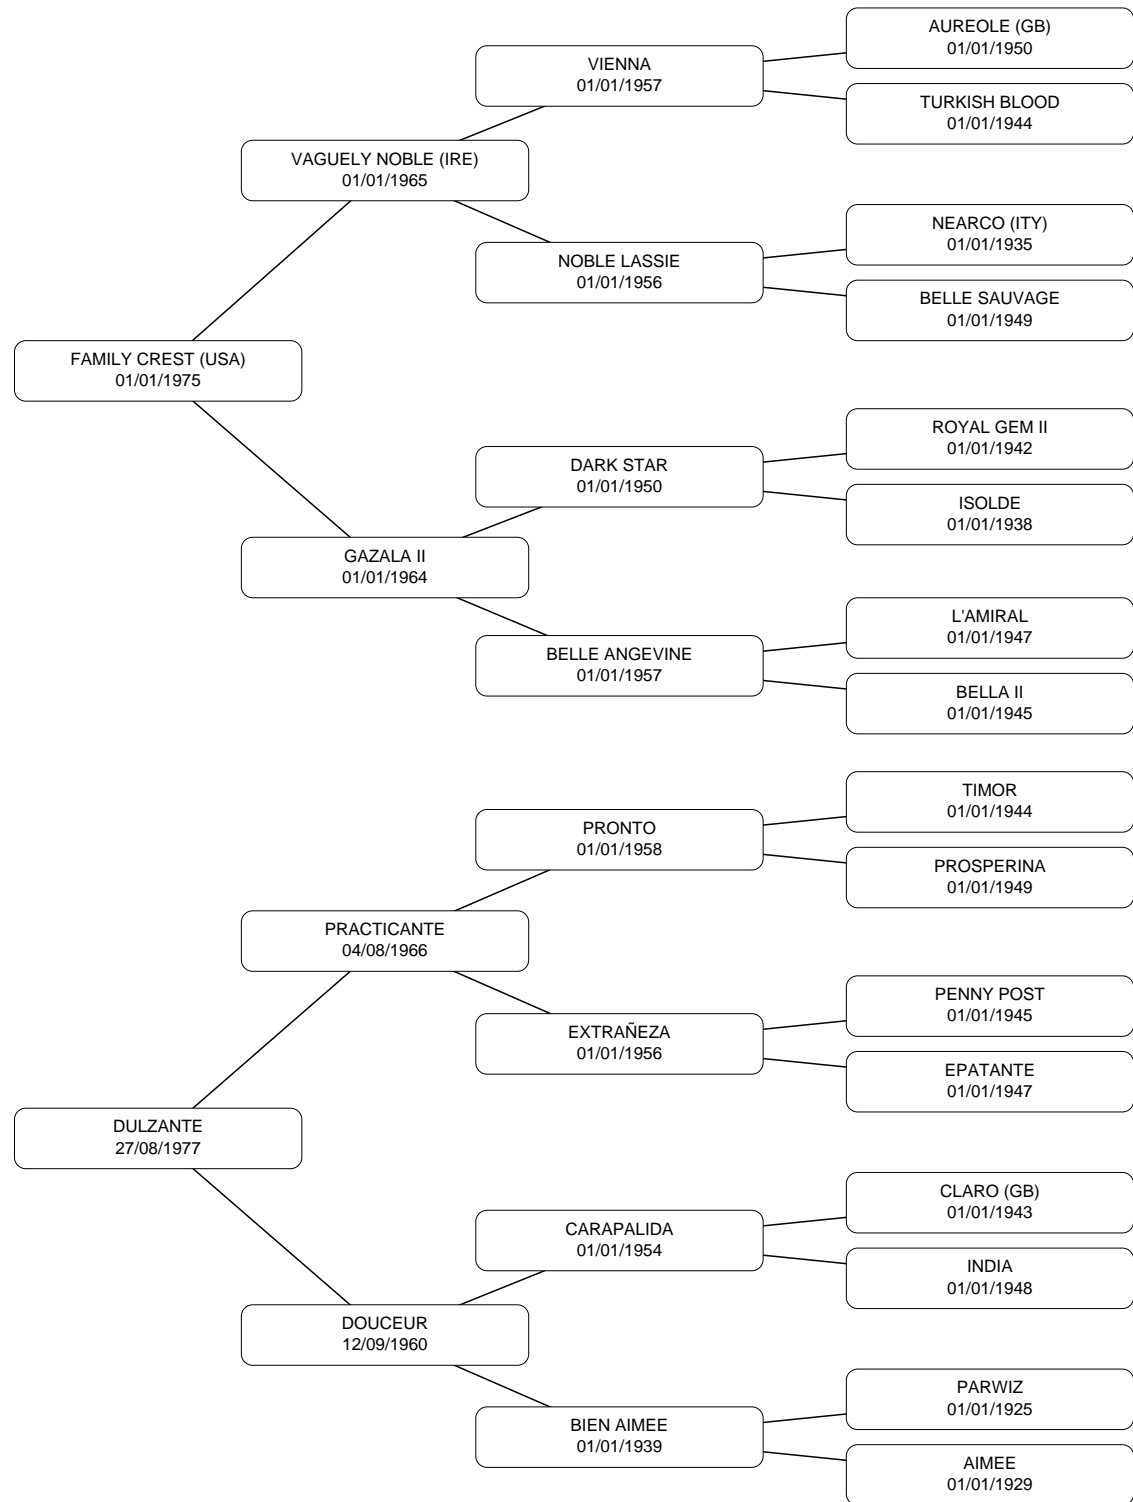 AUREOLE (GB)
01/01/1950
VIENNA
01/01/1957
TURKISH BLOOD
01/01/1944
VAGUELY NOBLE (IRE)
01/01/1965
NEARCO (ITY)
01/01/1935
NOBLE LASSIE
01/01/1956
BELLE SAUVAGE
01/01/1949
FAMILY CREST (USA)
01/01/1975
ROYAL GEM II
01/01/1942
DARK STAR
01/01/1950
ISOLDE
01/01/1938
GAZALA II
01/01/1964
L'AMIRAL
01/01/1947
BELLE ANGEVINE
01/01/1957
BELLA II
01/01/1945
TIMOR
01/01/1944
PRONTO
01/01/1958
PROSPERINA
01/01/1949
PRACTICANTE
04/08/1966
PENNY POST
01/01/1945
EXTRAÑEZA
01/01/1956
EPATANTE
01/01/1947
DULZANTE
27/08/1977
CLARO (GB)
01/01/1943
CARAPALIDA
01/01/1954
INDIA
01/01/1948
DOUCEUR
12/09/1960
PARWIZ
01/01/1925
BIEN AIMEE
01/01/1939
AIMEE
01/01/1929